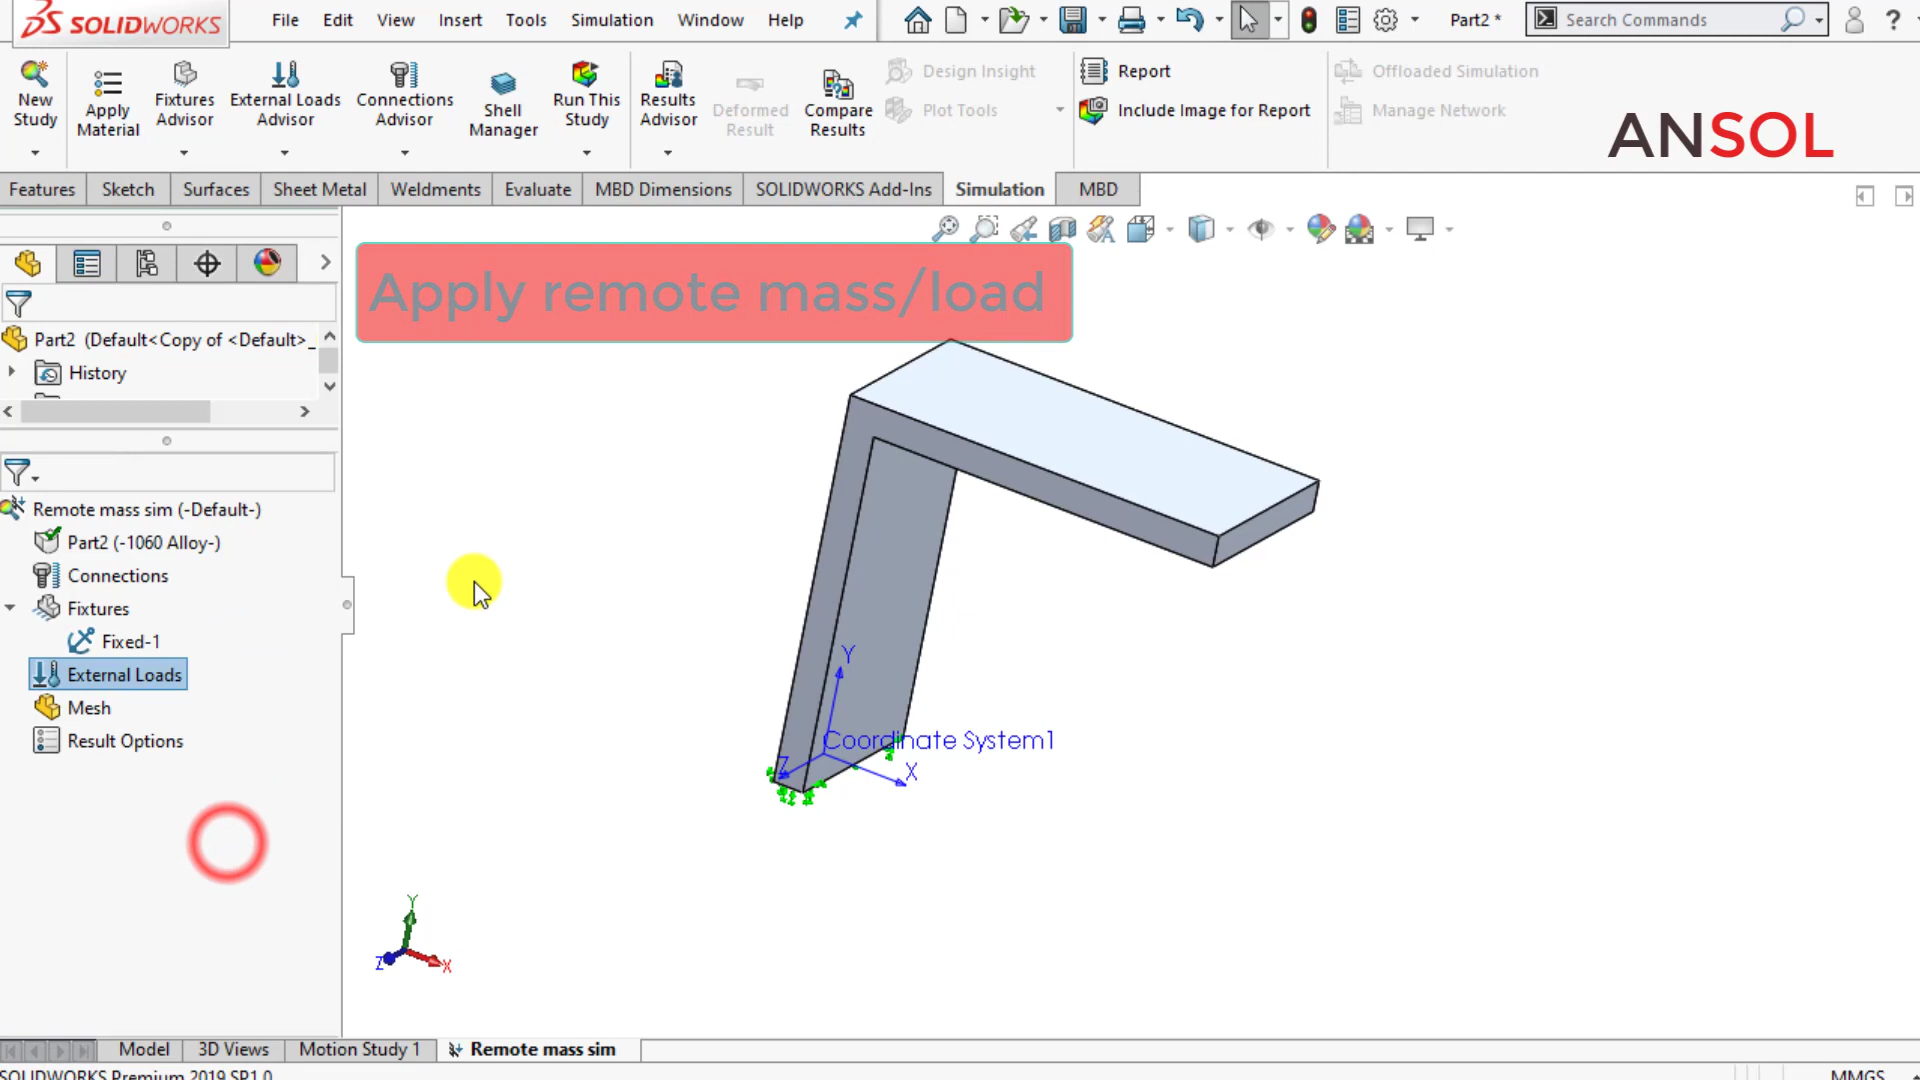 SOLIDWORKS
File Edit View Insert Tools Simulation Window Help
Part2 *
Search Commands
?
New Study
Apply Material
Fixtures Advisor
External Loads Advisor
Connections Advisor
Shell Manager
Run This Study
Results Advisor
Deformed Result
Compare Results
Design Insight
Plot Tools
Report
Include Image for Report
Offloaded Simulation
Manage Network
ANSOL
Features Sketch Surfaces Sheet Metal Weldments Evaluate MBD Dimensions SOLIDWORKS Add-Ins Simulation MBD
Apply remote mass/load
Part2 (Default<Copy of <Default>_
History
Remote mass sim (-Default-)
Part2 (-1060 Alloy-)
Connections
Fixtures
Fixed-1
External Loads
Mesh
Result Options
Y
Coordinate System1
Z
X
Y
Z
X
Model 3D Views Motion Study 1 Remote mass sim
SOLIDWORKS Premium 2019 SP1.0
MMGS